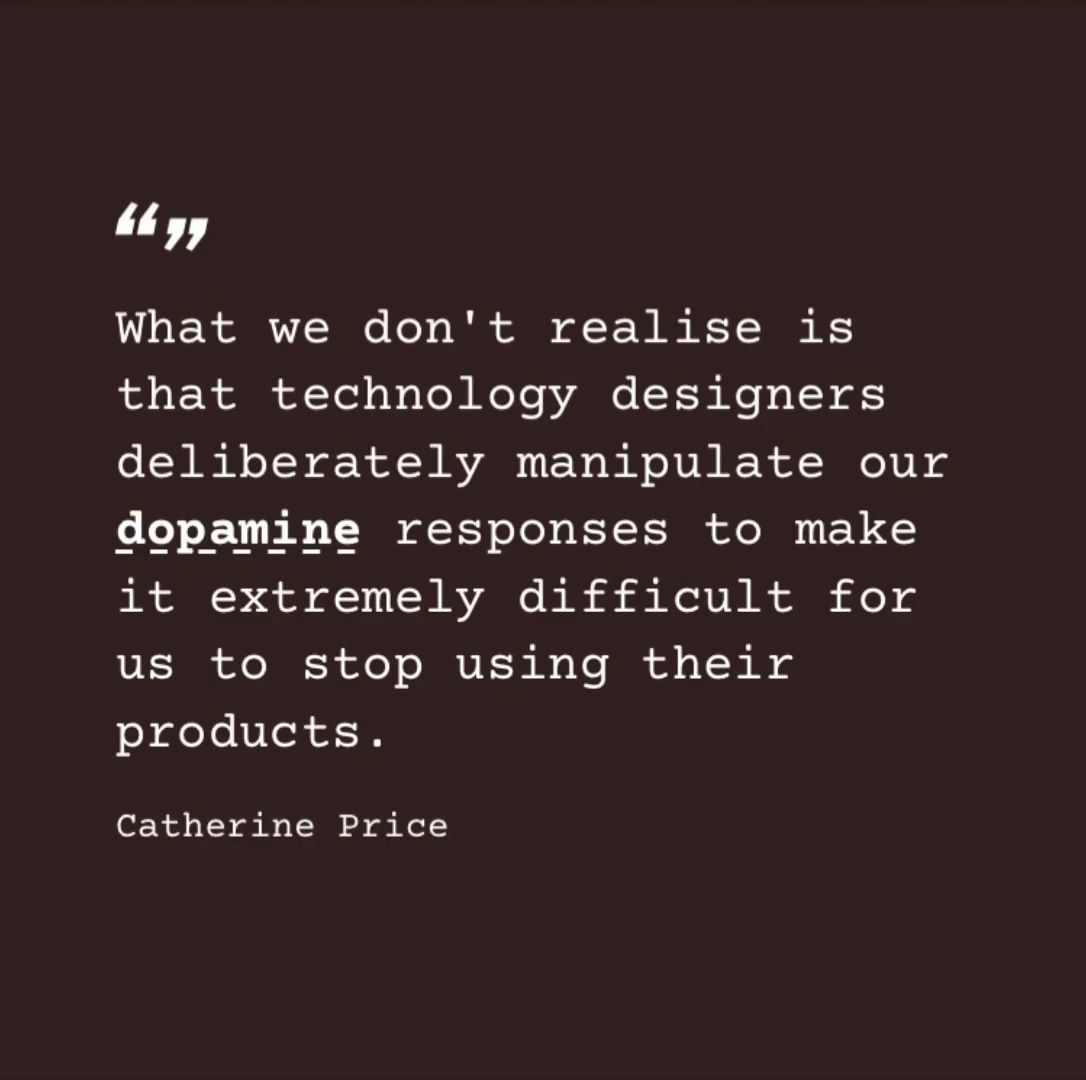 “”
What we don't realise is
that technology designers
deliberately manipulate our
dopamine responses to make
it extremely difficult for
us to stop using their
products.
Catherine Price